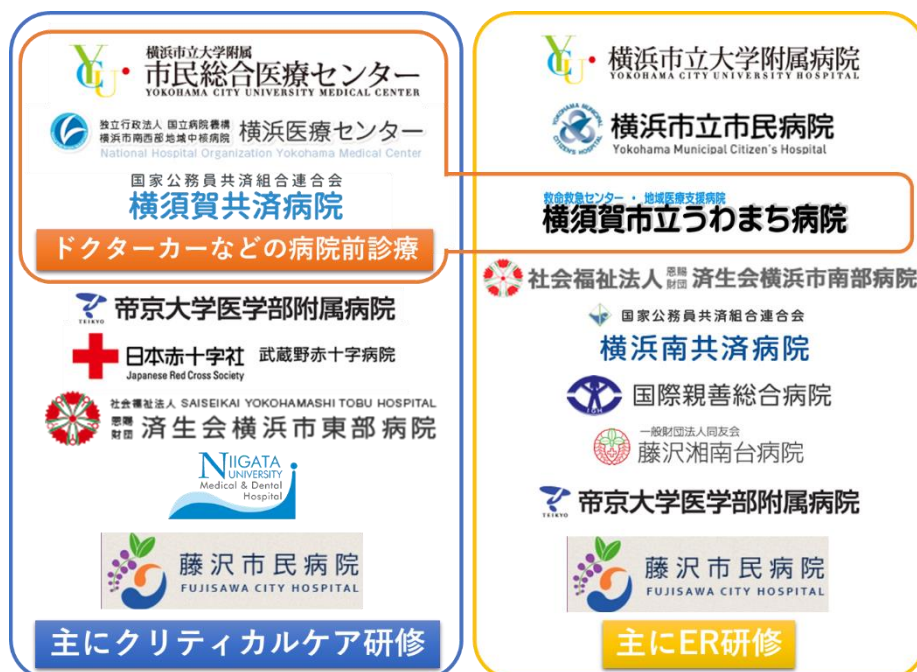 YCU
横浜市立大学附属
市民総合医療センター
YOKOHAMA CITY UNIVERSITY MEDICAL CENTER
独立行政法人 国立病院機構
横浜市南西部地域中核病院
横浜医療センター
National Hospital Organization Yokohama Medical Center
国家公務員共済組合連合会
横須賀共済病院
ドクターカーなどの病院前診療
TEIKYO
帝京大学医学部附属病院
日本赤十字社 武蔵野赤十字病院
Japanese Red Cross Society
社会福祉法人 SAISEIKAI YOKOHAMASHI TOBU HOSPITAL
恩賜
財団
済生会横浜市東部病院
NIIGATA
UNIVERSITY
Medical & Dental
Hospital
藤沢市民病院
FUJISAWA CITY HOSPITAL
主にクリティカルケア研修
YCU
横浜市立大学附属病院
YOKOHAMA CITY UNIVERSITY HOSPITAL
YOKOHAMA MUNICIPAL
CITIZEN'S HOSPITAL
横浜市立市民病院
Yokohama Municipal Citizen's Hospital
救命救急センター ・ 地域医療支援病院
横須賀市立うわまち病院
社会福祉法人 恩賜
財団 済生会横浜市南部病院
国家公務員共済組合連合会
横浜南共済病院
IGH
国際親善総合病院
一般財団法人同友会
藤沢湘南台病院
TEIKYO
帝京大学医学部附属病院
藤沢市民病院
FUJISAWA CITY HOSPITAL
主にER研修